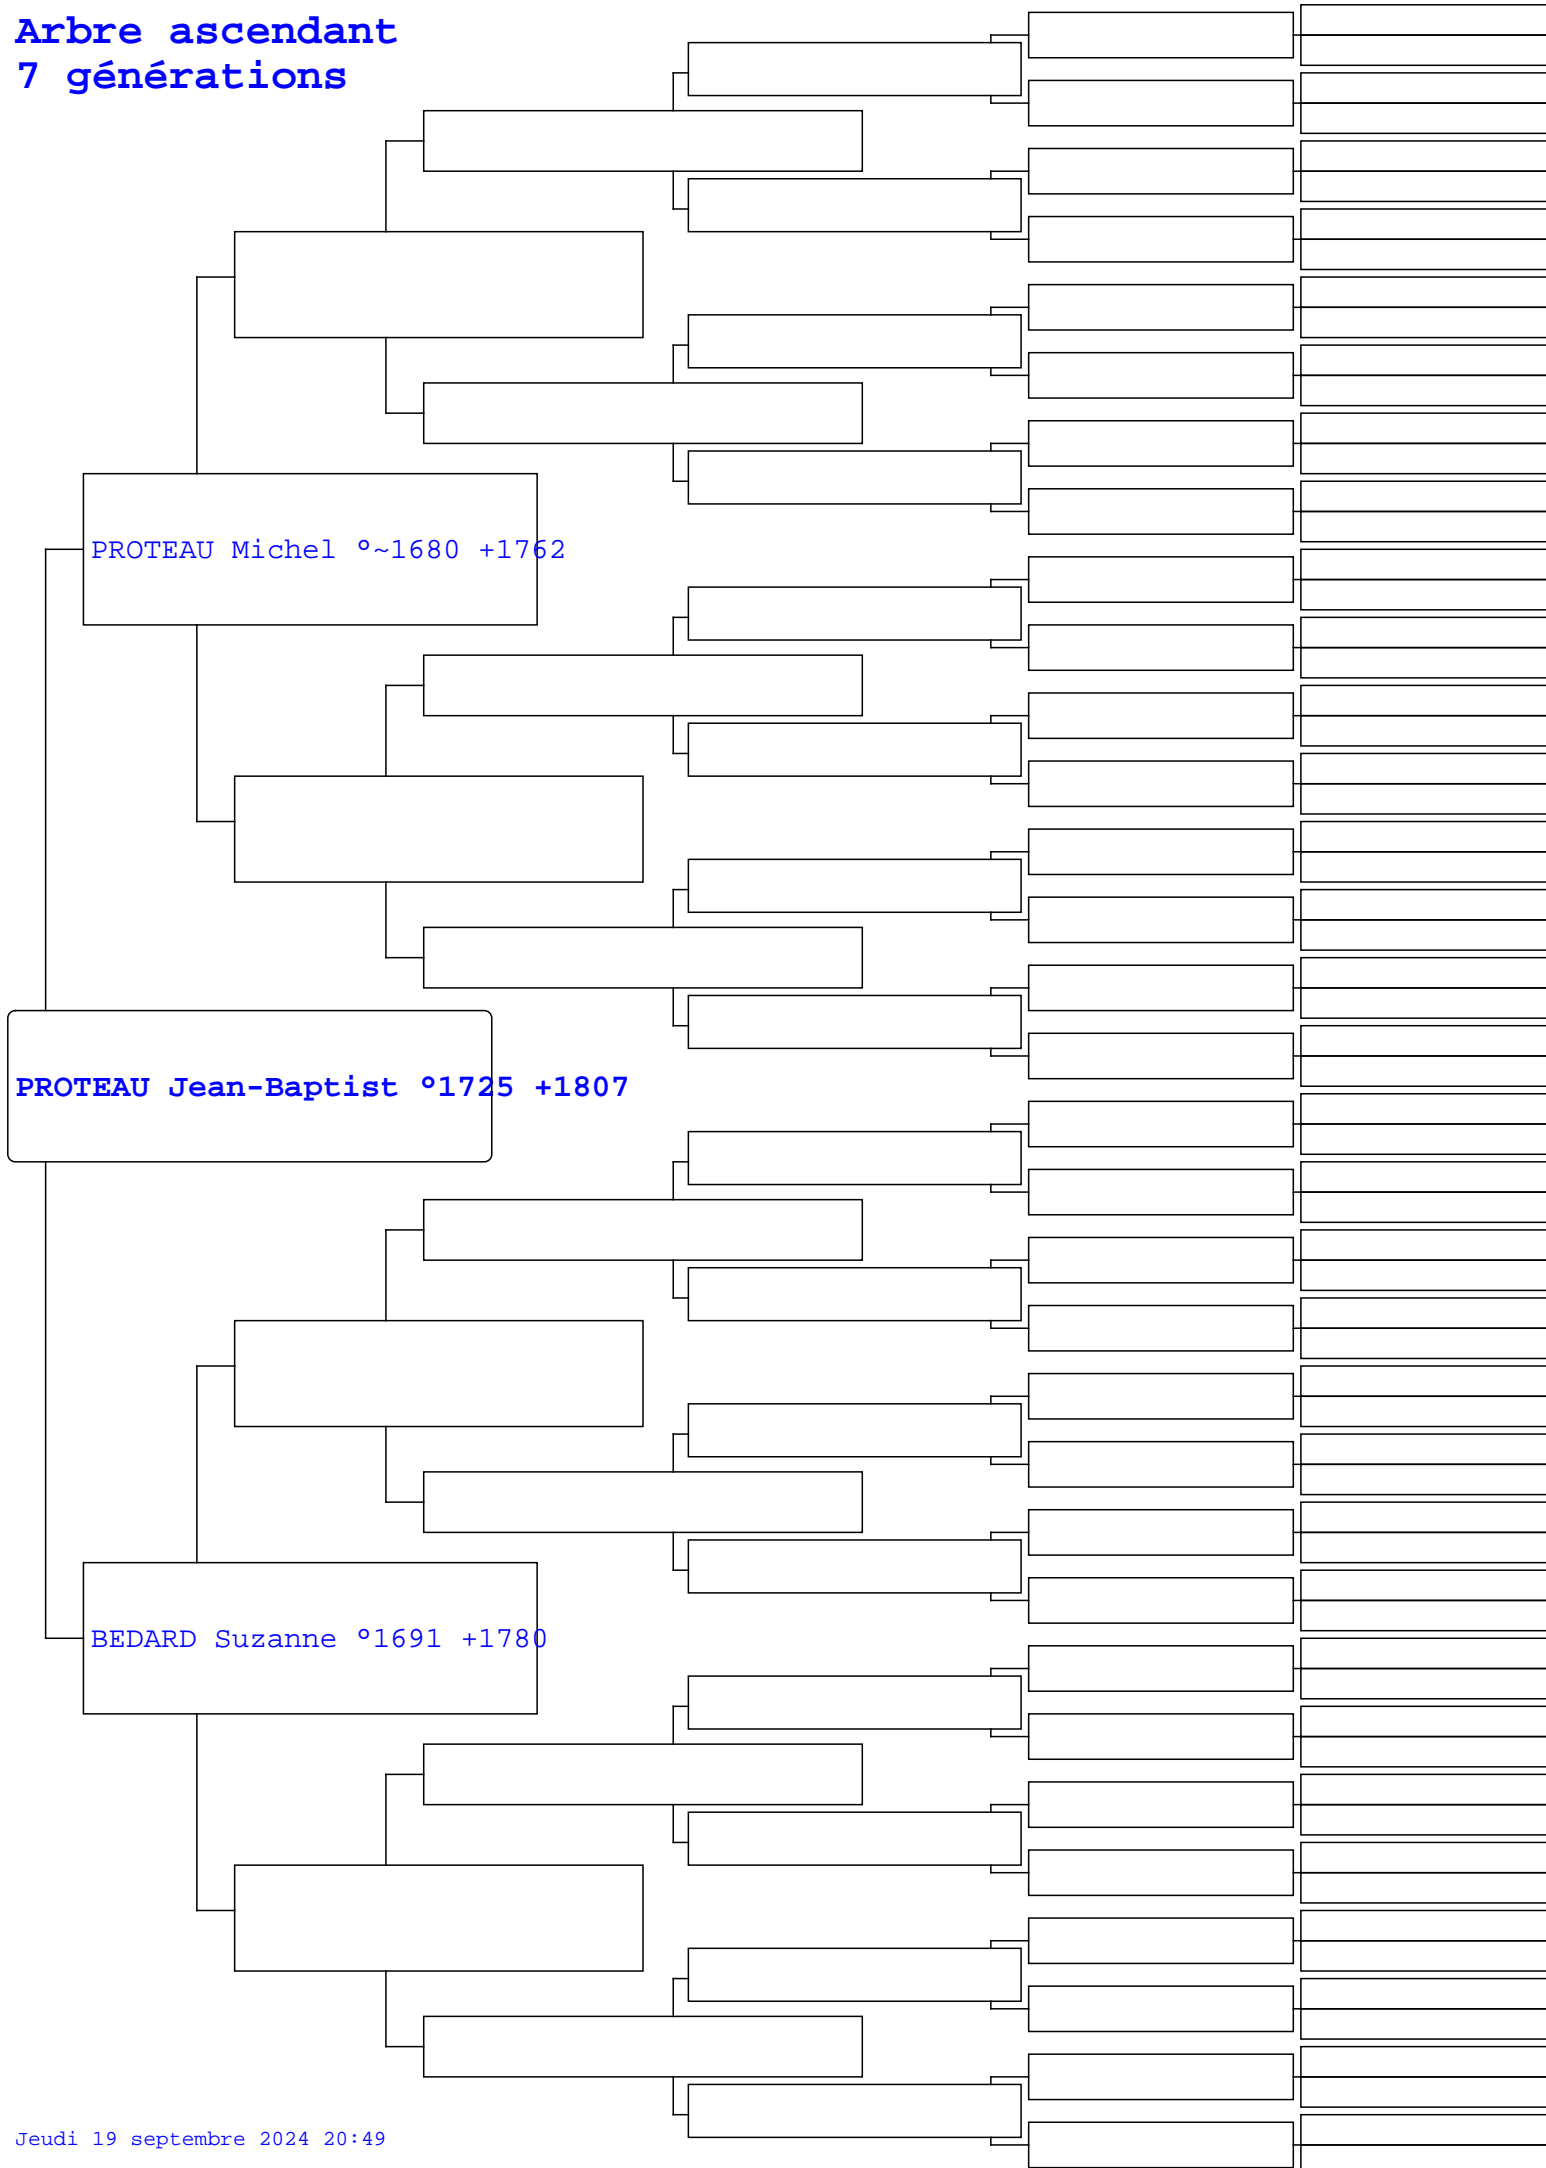 Arbre ascendant
7 générations
PROTEAU Michel °~1680 +1762
PROTEAU Jean-Baptist °1725 +1807
BEDARD Suzanne °1691 +1780
Jeudi 19 septembre 2024 20:49